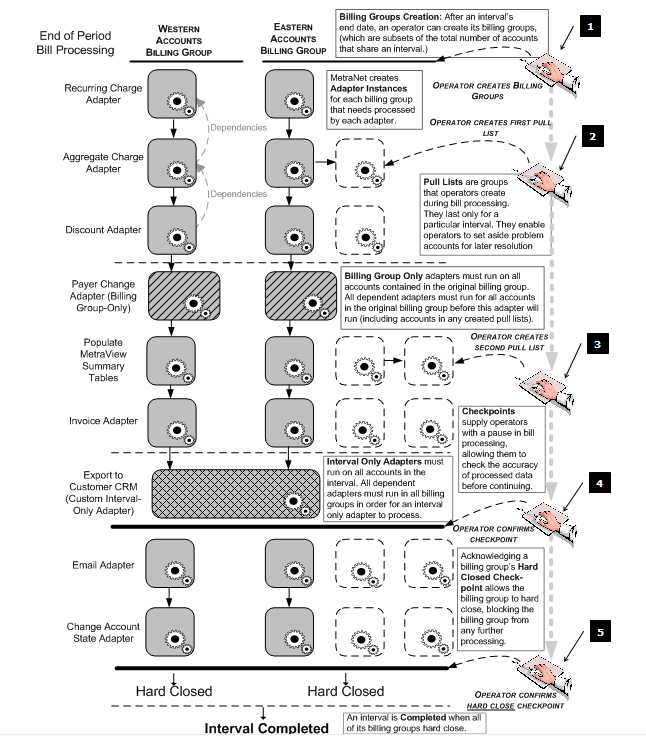 End of Period
Bill Processing
WESTERN
ACCOUNTS
BILLING GROUP
EASTERN
ACCOUNTS
BILLING GROUP
Billing Groups Creation: After an interval's
end date, an operator can create its billing groups,
(which are subsets of the total number of accounts
that share an interval.)
1
OPERATOR CREATES BILLING
GROUPS
Recurring Charge
Adapter
MetraNet creates
Adapter Instances
for each billing group
that needs processed
by each adapter.
Dependencies
OPERATOR CREATES FIRST PULL
LIST
2
Aggregate Charge
Adapter
Dependencies
Pull Lists are groups
that operators create
during bill processing.
They last only for a
particular interval. They enable
operators to set aside problem
accounts for later resolution
Discount Adapter
Payer Change
Adapter (Billing
Group-Only)
Billing Group Only adapters must run on all
accounts contained in the original billing group.
All dependent adapters must run for all accounts
in the original billing group before this adapter will
run (including accounts in any created pull lists).
OPERATOR CREATES
SECOND PULL LIST
3
Populate
MetraView
Summary
Tables
Invoice Adapter
Checkpoints
supply operators
with a pause in bill
processing,
allowing them to
check the accuracy
of processed data
before continuing.
Export to
Customer CRM
(Custom Interval-
Only Adapter)
Interval Only Adapters must
run on all accounts in the
interval. All dependent
adapters must run in all billing
groups in order for an interval
only adapter to process.
4
OPERATOR CONFIRMS
CHECKPOINT
Email Adapter
Acknowledging a
billing group's Hard
Closed Check-
point allows the
billing group to hard
close, blocking the
billing group from
any further
processing.
Change Account
State Adapter
5
Hard Closed
Hard Closed
OPERATOR CONFIRMS
HARD CLOSE CHECKPOINT
Interval Completed
An interval is Completed when all
of its billing groups hard close.